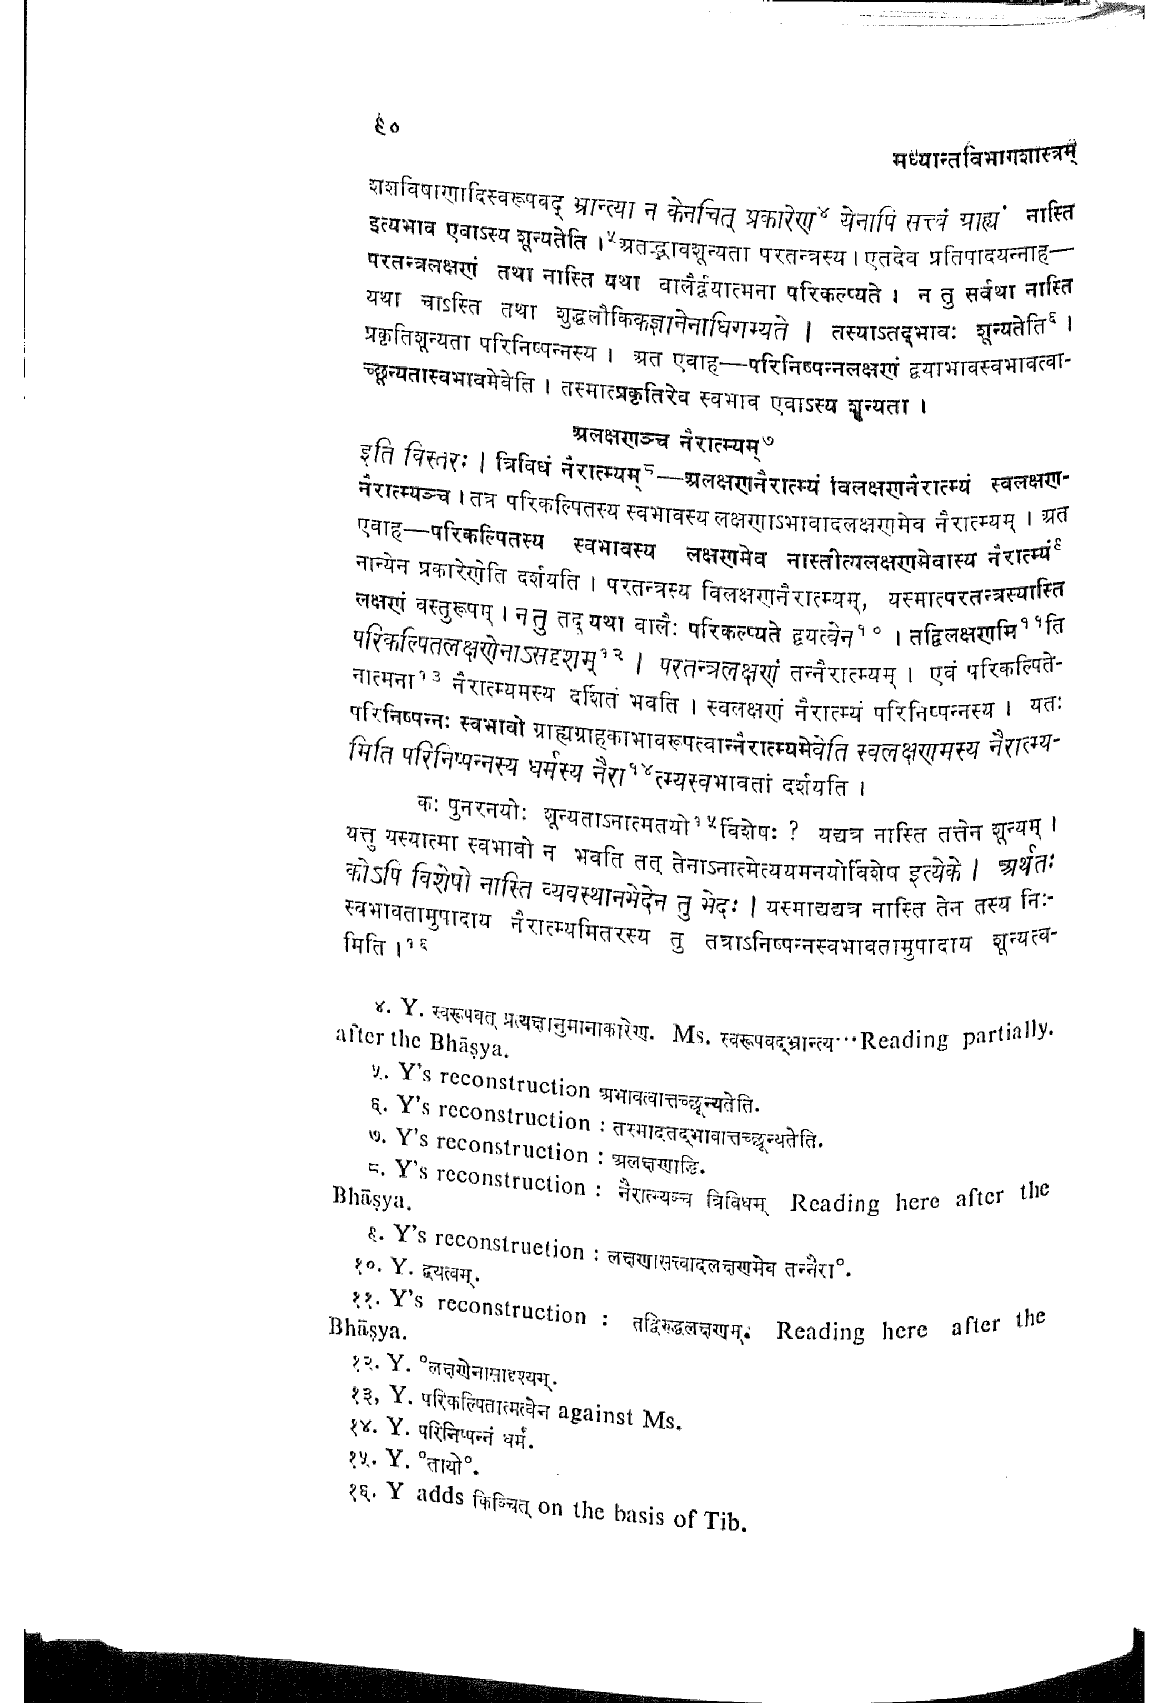 ९०
मध्यान्तविभागशास्त्रम्
शशविषाणादिस्वरूपवद् भ्रान्त्या न केनचित् प्रकारेण४ येनापि सत्त्वं ग्राह्यं नास्ति
इत्यभाव एवाऽस्य शून्यतेति ।५ अतद्भावशून्यता परतन्त्रस्य । एतदेव प्रतिपादयन्नाह—
परतन्त्रलक्षणं तथा नास्ति यथा बालैर्द्वयात्मना परिकल्प्यते । न तु सर्वथा नास्ति
यथा चाऽस्ति तथा शुद्धलौकिकज्ञानेनाधिगम्यते । तस्याऽतद्भावः शून्यतेति६ ।
प्रकृतिशून्यता परिनिष्पन्नस्य । अत एवाह—परिनिष्पन्नलक्षणं द्वयाभावस्वभावत्वा-
च्छून्यतास्वभावमेवेति । तस्मात्प्रकृतिरेव स्वभाव एवाऽस्य शून्यता ।
अलक्षणञ्च नैरात्म्यम्७
इति विस्तरः । त्रिविधं नैरात्म्यम्८—अलक्षणनैरात्म्यं विलक्षणनैरात्म्यं स्वलक्षण-
नैरात्म्यञ्च । तत्र परिकल्पितस्य स्वभावस्य लक्षणाऽभावादलक्षणमेव नैरात्म्यम् । अत
एवाह—परिकल्पितस्य स्वभावस्य लक्षणमेव नास्तीत्यलक्षणमेवास्य नैरात्म्यं९
नान्येन प्रकारेणेति दर्शयति । परतन्त्रस्य विलक्षणनैरात्म्यम्, यस्मात्परतन्त्रस्यास्ति
लक्षणं वस्तुरूपम् । न तु तद् यथा बालैः परिकल्प्यते द्वयत्वेन१० । तद्विलक्षणमि११ति
परिकल्पितलक्षणेनाऽसदृशम्१२ । परतन्त्रलक्षणं तन्नैरात्म्यम् । एवं परिकल्पिते-
नात्मना१३ नैरात्म्यमस्य दर्शितं भवति । स्वलक्षणं नैरात्म्यं परिनिष्पन्नस्य । यतः
परिनिष्पन्नः स्वभावो ग्राह्यग्राहकाभावरूपत्वान्नैरात्म्यमेवेति स्वलक्षणमस्य नैरात्म्य-
मिति परिनिष्पन्नस्य धर्मस्य नैरा१४त्म्यस्वभावतां दर्शयति ।
कः पुनरनयोः शून्यताऽनात्मतयो१५र्विशेषः ? यद्यत्र नास्ति तत्तेन शून्यम् ।
यत्तु यस्यात्मा स्वभावो न भवति तत् तेनाऽनात्मेत्ययमनयोर्विशेष इत्येके । अर्थतः
कोऽपि विशेषो नास्ति व्यवस्थानभेदेन तु भेदः । यस्माद्यद्यत्र नास्ति तेन तस्य निः-
स्वभावतामुपादाय नैरात्म्यमितरस्य तु तत्राऽनिष्पन्नस्वभावतामुपादाय शून्यत्व-
मिति ।१६
४. Y. स्वरूपवत् प्रत्यक्षानुमानाकारेण. Ms. स्वरूपवद्भ्रान्त्य···Reading partially.
after the Bhāṣya.
५. Y's reconstruction अभावत्वात्तच्छून्यतेति.
६. Y's reconstruction : तस्मादतद्भावात्तच्छून्यतेति.
७. Y's reconstruction : अलक्षणाद्धि.
८. Y's reconstruction : नैरात्म्यञ्च त्रिविधम् Reading here after the
Bhāṣya.
९. Y's reconstruetion : लक्षणासत्त्वादलक्षणमेव तन्नैरा°.
१०. Y. द्वयत्वम्.
११. Y's reconstruction : तद्विरुद्धलक्षणम्. Reading here after the
Bhāṣya.
१२. Y. °लक्षणेनासादृश्यम्.
१३, Y. परिकल्पितात्मत्वेन against Ms.
१४. Y. परिनिष्पन्नं धर्मं.
१५. Y. °तायो°.
१६. Y adds किञ्चित् on the basis of Tib.